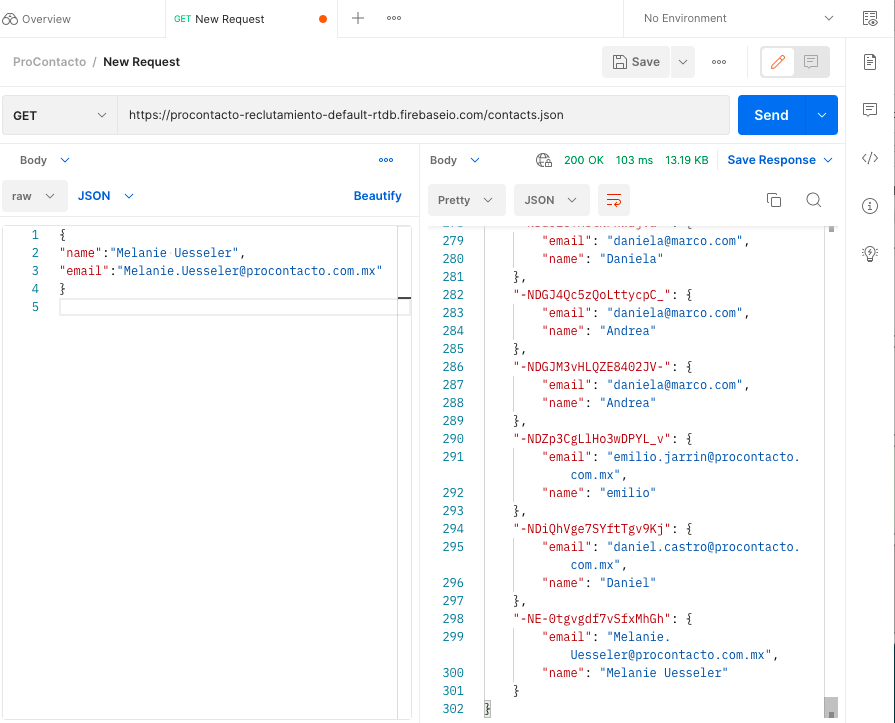 Overview
GET New Request
No Environment
ProContacto / New Request
Save
GET
https://procontacto-reclutamiento-default-rtdb.firebaseio.com/contacts.json
Send
Body
Body
200 OK 103 ms 13.19 KB Save Response
raw JSON Beautify
Pretty JSON
1 {
2 "name":"Melanie Uesseler",
3 "email":"Melanie.Uesseler@procontacto.com.mx"
4 }
5
279 "email": "daniela@marco.com",
280 "name": "Daniela"
281 },
282 "-NDGJ4Qc5zQoLttycpC_": {
283 "email": "daniela@marco.com",
284 "name": "Andrea"
285 },
286 "-NDGJM3vHLQZE8402JV-": {
287 "email": "daniela@marco.com",
288 "name": "Andrea"
289 },
290 "-NDZp3CgLlHo3wDPYL_v": {
291 "email": "emilio.jarrin@procontacto.
com.mx",
292 "name": "emilio"
293 },
294 "-NDiQhVge7SYftTgv9Kj": {
295 "email": "daniel.castro@procontacto.
com.mx",
296 "name": "Daniel"
297 },
298 "-NE-0tgvgdf7vSfxMhGh": {
299 "email": "Melanie.
Uesseler@procontacto.com.mx",
300 "name": "Melanie Uesseler"
301 }
302 }